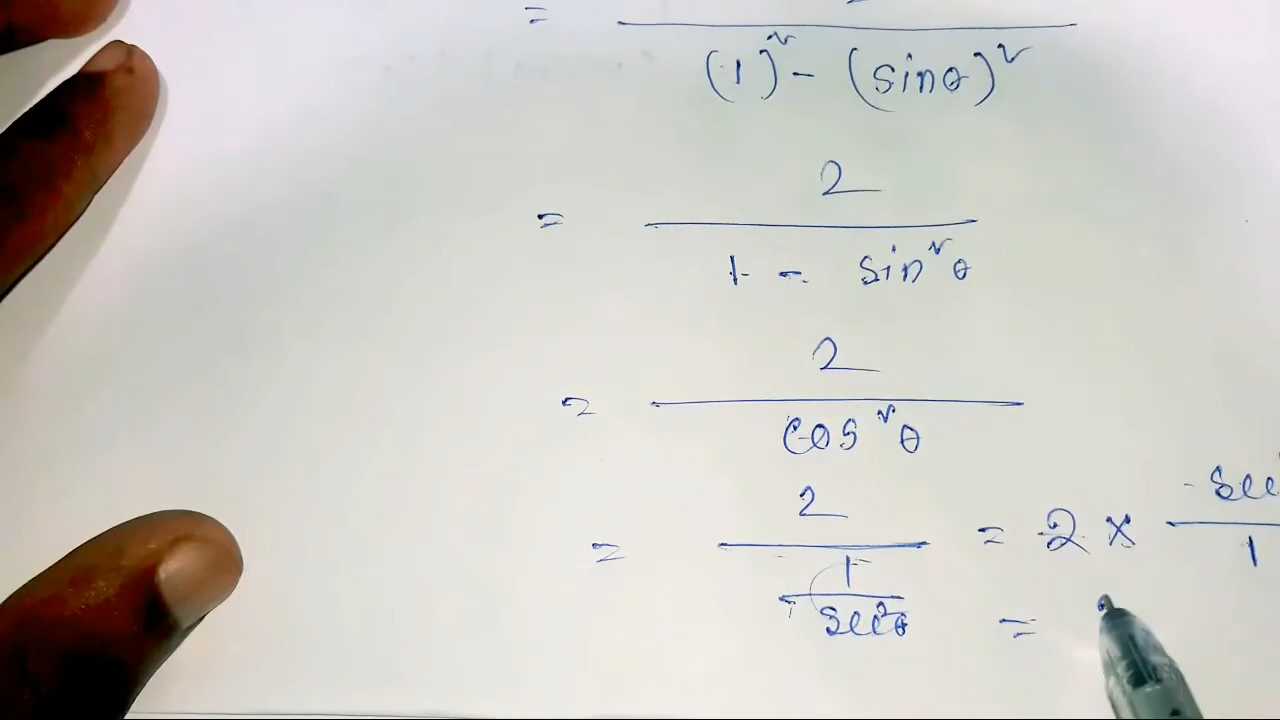 =
(1)² - (sinθ)²
2
= ―――
1 - sin²θ
2
= ―――
cos²θ
2
= ――― = 2 × sec
1 1
sec²θ =